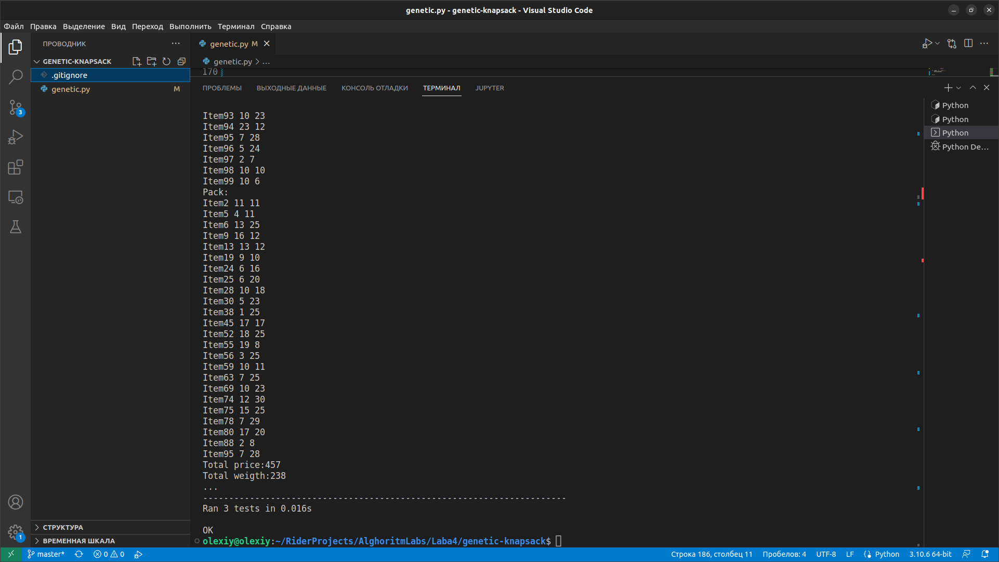 genetic.py - genetic-knapsack - Visual Studio Code
Файл Правка Выделение Вид Переход Выполнить Терминал Справка
ПРОВОДНИК
GENETIC-KNAPSACK
.gitignore
genetic.py M
3
СТРУКТУРА
ВРЕМЕННАЯ ШКАЛА
1
genetic.py M
genetic.py > ...
170
ПРОБЛЕМЫ ВЫХОДНЫЕ ДАННЫЕ КОНСОЛЬ ОТЛАДКИ ТЕРМИНАЛ JUPYTER
Item93 10 23
Item94 23 12
Item95 7 28
Item96 5 24
Item97 2 7
Item98 10 10
Item99 10 6
Pack:
Item2 11 11
Item5 4 11
Item6 13 25
Item9 16 12
Item13 13 12
Item19 9 10
Item24 6 16
Item25 6 20
Item28 10 18
Item30 5 23
Item38 1 25
Item45 17 17
Item52 18 25
Item55 19 8
Item56 3 25
Item59 10 11
Item63 7 25
Item69 10 23
Item74 12 30
Item75 15 25
Item78 7 29
Item80 17 20
Item88 2 8
Item95 7 28
Total price:457
Total weigth:238
...
----------------------------------------------------------------------
Ran 3 tests in 0.016s
OK
olexiy@olexiy:~/RiderProjects/AlghoritmLabs/Laba4/genetic-knapsack$
Python
Python
Python
Python De...
master* 0 0 Строка 186, столбец 11 Пробелов: 4 UTF-8 LF Python 3.10.6 64-bit